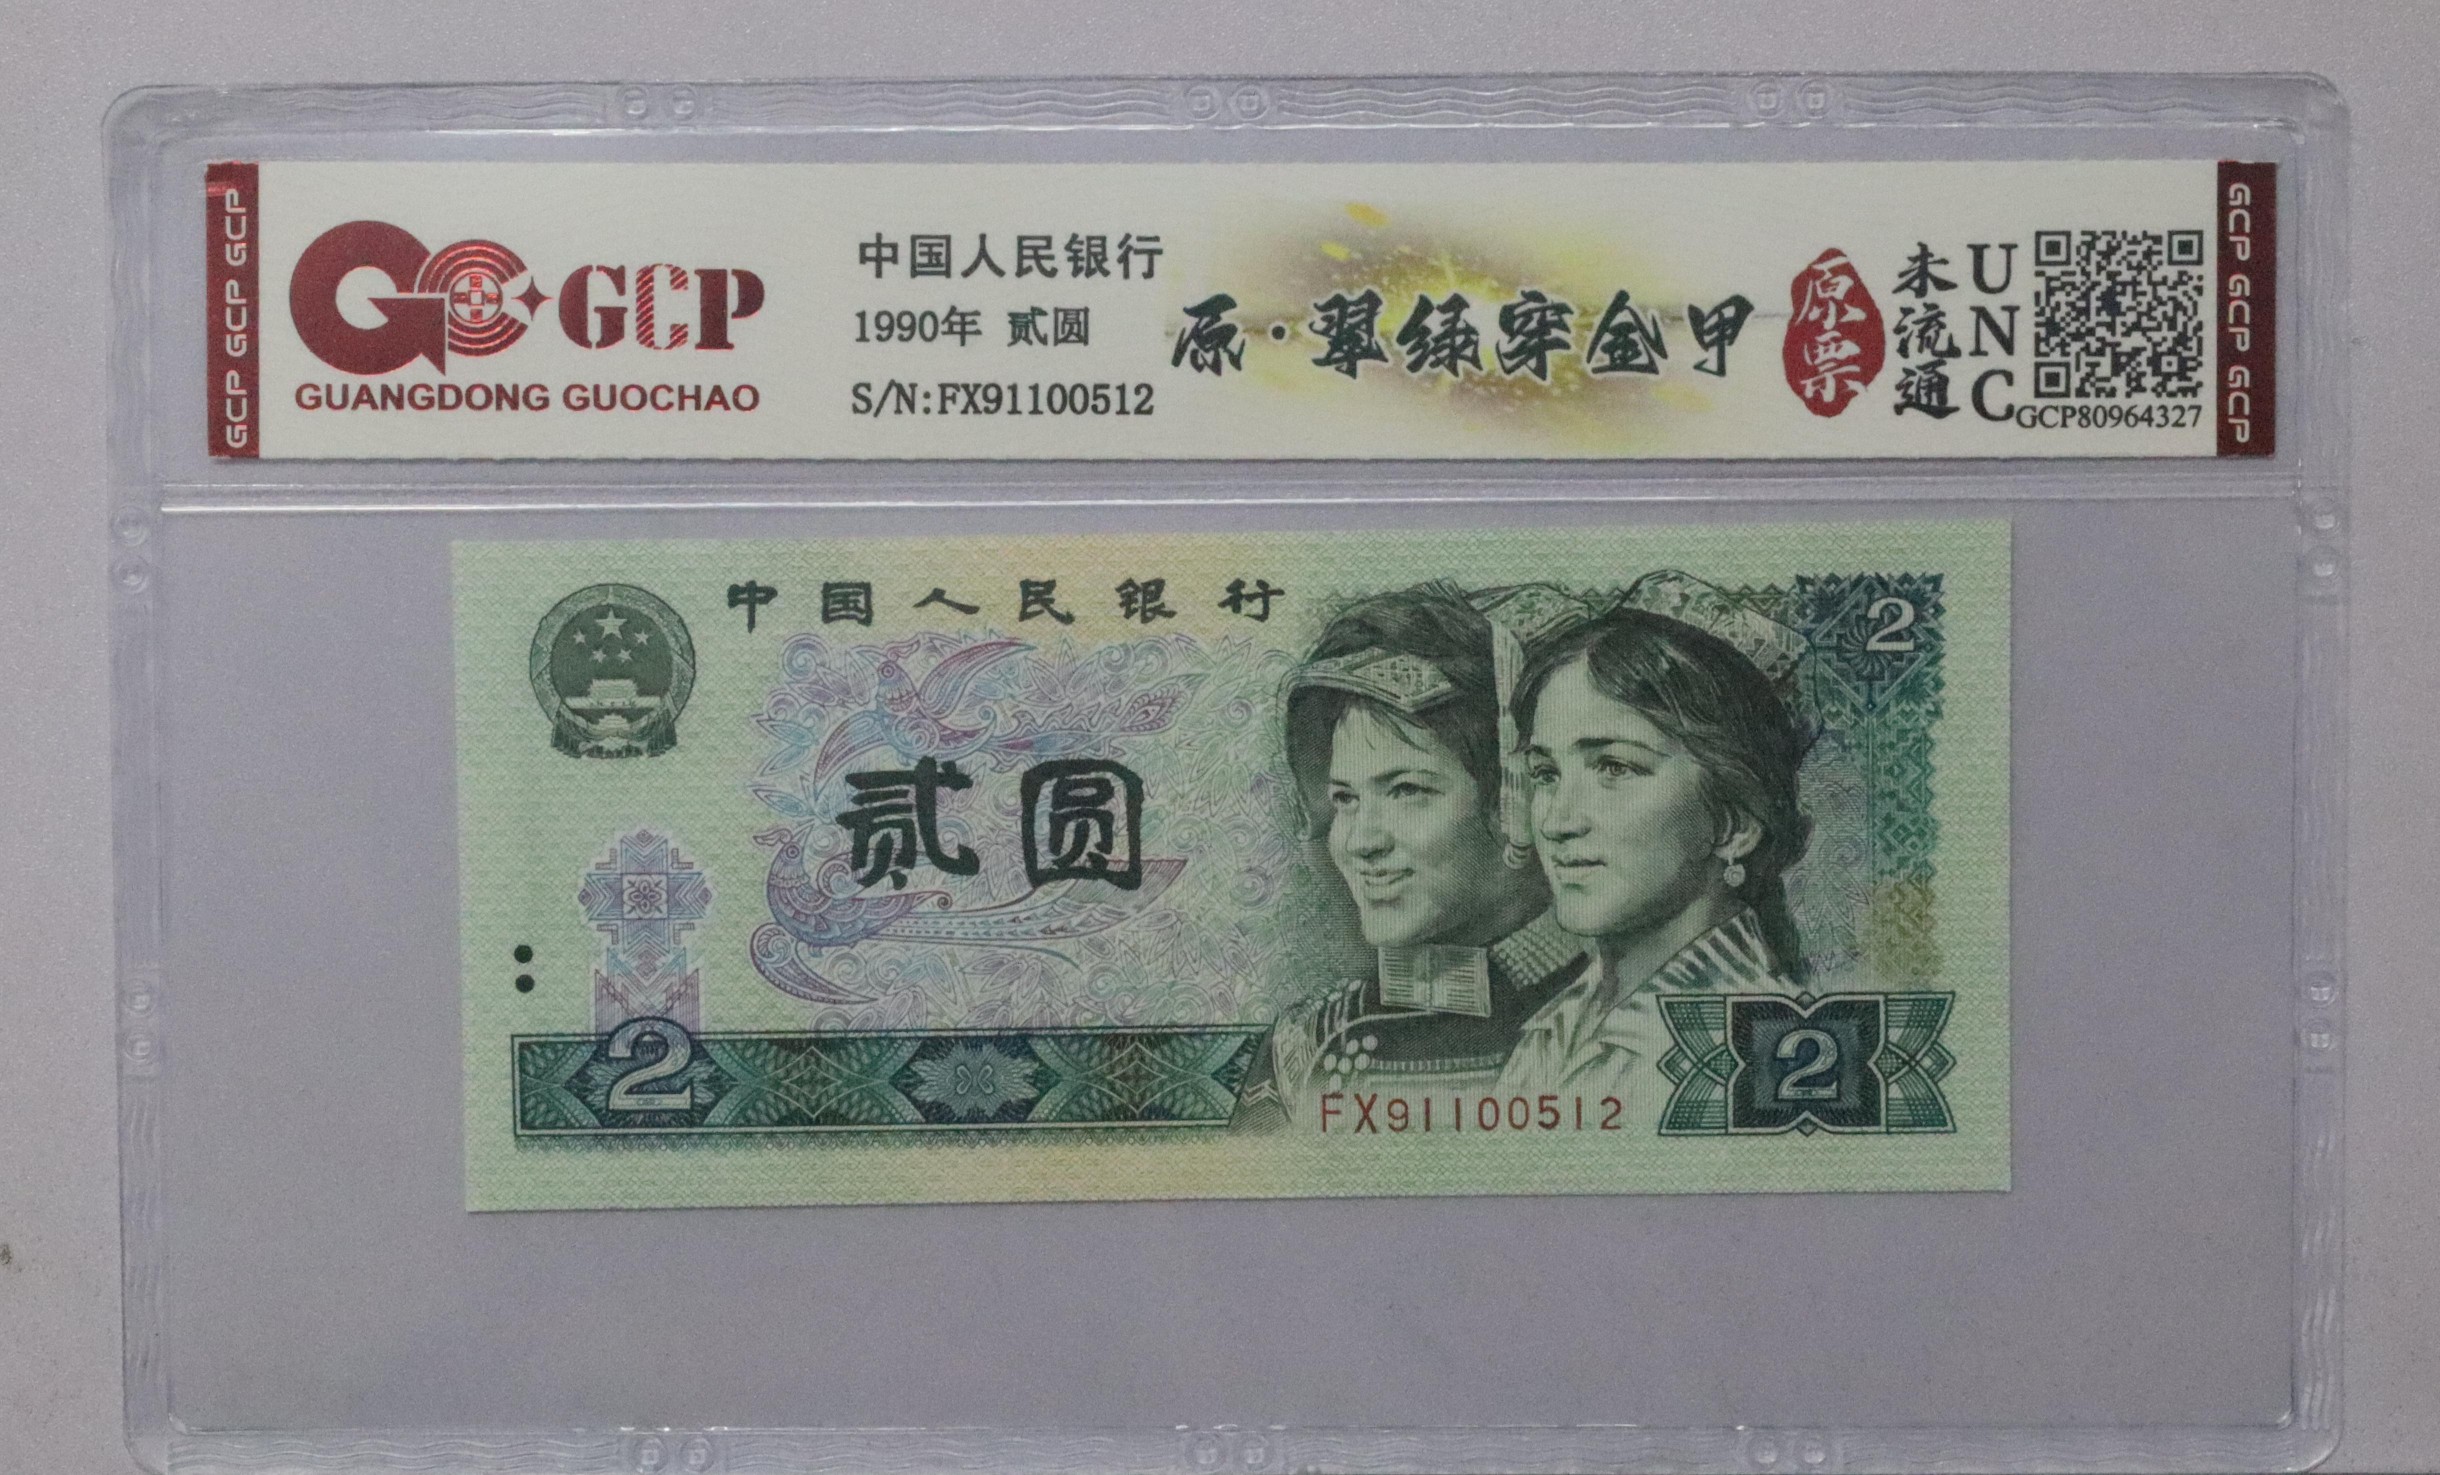 GCP GCP GCP
GCP
GUANGDONG GUOCHAO
中国人民银行
1990年 贰圆
S/N:FX91100512
原·翠绿穿金甲
原票
未流通
UNC
GCP80964327
GCP GCP GCP
中国人民银行
2
贰圆
2
FX91100512
2